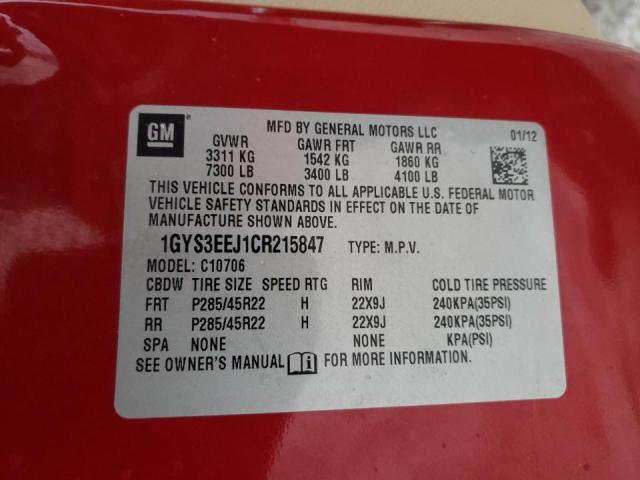 GM
MFD BY GENERAL MOTORS LLC 01/12
GVWR GAWR FRT GAWR RR
3311 KG 1542 KG 1860 KG
7300 LB 3400 LB 4100 LB
THIS VEHICLE CONFORMS TO ALL APPLICABLE U.S. FEDERAL MOTOR
VEHICLE SAFETY STANDARDS IN EFFECT ON THE DATE OF
MANUFACTURE SHOWN ABOVE.
1GYS3EEJ1CR215847 TYPE: M.P.V.
MODEL: C10706
CBDW TIRE SIZE SPEED RTG RIM COLD TIRE PRESSURE
FRT P285/45R22 H 22X9J 240KPA(35PSI)
RR P285/45R22 H 22X9J 240KPA(35PSI)
SPA NONE NONE KPA(PSI)
SEE OWNER'S MANUAL i FOR MORE INFORMATION.